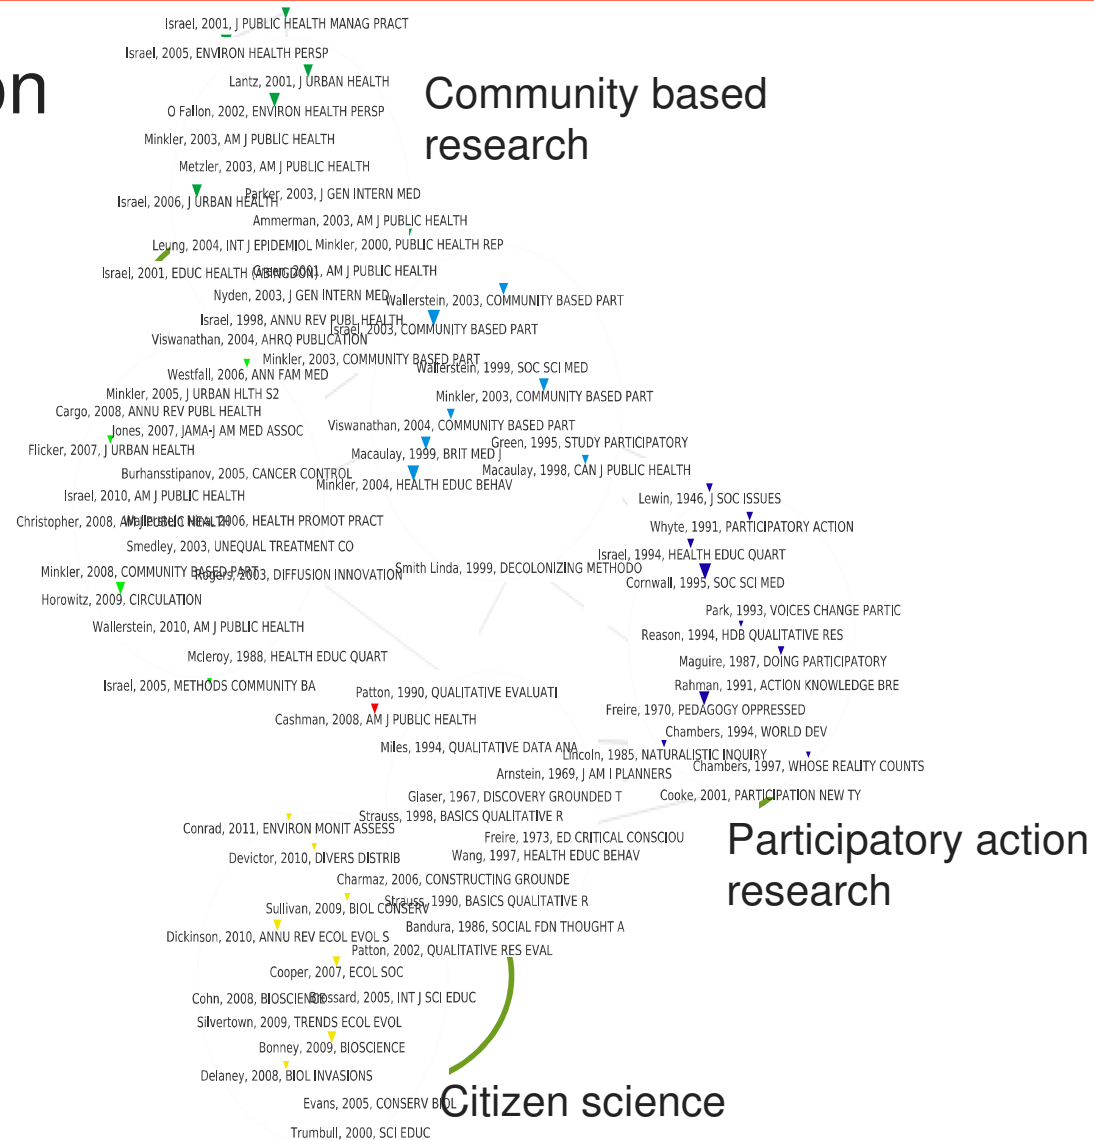 Israel, 2001, J PUBLIC HEALTH MANAG PRACT
Israel, 2005, ENVIRON HEALTH PERSP
on
Lantz, 2001, J URBAN HEALTH
Community based
research
O Fallon, 2002, ENVIRON HEALTH PERSP
Minkler, 2003, AM J PUBLIC HEALTH
Metzler, 2003, AM J PUBLIC HEALTH
Parker, 2003, J GEN INTERN MED
Israel, 2006, J URBAN HEALTH
Ammerman, 2003, AM J PUBLIC HEALTH
Leung, 2004, INT J EPIDEMIOL
Minkler, 2000, PUBLIC HEALTH REP
Israel, 2001, EDUC HEALTH (ABINGDON)
Green, 2001, AM J PUBLIC HEALTH
Nyden, 2003, J GEN INTERN MED
Wallerstein, 2003, COMMUNITY BASED PART
Israel, 1998, ANNU REV PUBL HEALTH
Israel, 2003, COMMUNITY BASED PART
Viswanathan, 2004, AHRQ PUBLICATION
Minkler, 2003, COMMUNITY BASED PART
Wallerstein, 1999, SOC SCI MED
Westfall, 2006, ANN FAM MED
Minkler, 2005, J URBAN HLTH S2
Minkler, 2003, COMMUNITY BASED PART
Cargo, 2008, ANNU REV PUBL HEALTH
Viswanathan, 2004, COMMUNITY BASED PART
Jones, 2007, JAMA-J AM MED ASSOC
Green, 1995, STUDY PARTICIPATORY
Flicker, 2007, J URBAN HEALTH
Macaulay, 1999, BRIT MED J
Burhansstipanov, 2005, CANCER CONTROL
Macaulay, 1998, CAN J PUBLIC HEALTH
Minkler, 2004, HEALTH EDUC BEHAV
Israel, 2010, AM J PUBLIC HEALTH
Lewin, 1946, J SOC ISSUES
Christopher, 2008, AM J PUBLIC HEALTH
2006, HEALTH PROMOT PRACT
Whyte, 1991, PARTICIPATORY ACTION
Smedley, 2003, UNEQUAL TREATMENT CO
Israel, 1994, HEALTH EDUC QUART
Minkler, 2008, COMMUNITY BASED PART
Rogers, 2003, DIFFUSION INNOVATION
Smith Linda, 1999, DECOLONIZING METHODO
Cornwall, 1995, SOC SCI MED
Horowitz, 2009, CIRCULATION
Park, 1993, VOICES CHANGE PARTIC
Wallerstein, 2010, AM J PUBLIC HEALTH
Reason, 1994, HDB QUALITATIVE RES
Mcleroy, 1988, HEALTH EDUC QUART
Maguire, 1987, DOING PARTICIPATORY
Israel, 2005, METHODS COMMUNITY BA
Rahman, 1991, ACTION KNOWLEDGE BRE
Patton, 1990, QUALITATIVE EVALUATI
Freire, 1970, PEDAGOGY OPPRESSED
Cashman, 2008, AM J PUBLIC HEALTH
Chambers, 1994, WORLD DEV
Miles, 1994, QUALITATIVE DATA ANA
Lincoln, 1985, NATURALISTIC INQUIRY
Chambers, 1997, WHOSE REALITY COUNTS
Arnstein, 1969, J AM I PLANNERS
Glaser, 1967, DISCOVERY GROUNDED T
Cooke, 2001, PARTICIPATION NEW TY
Strauss, 1998, BASICS QUALITATIVE R
Conrad, 2011, ENVIRON MONIT ASSESS
Freire, 1973, ED CRITICAL CONSCIOU
Participatory action
research
Devictor, 2010, DIVERS DISTRIB
Wang, 1997, HEALTH EDUC BEHAV
Charmaz, 2006, CONSTRUCTING GROUNDE
Strauss, 1990, BASICS QUALITATIVE R
Sullivan, 2009, BIOL CONSERV
Bandura, 1986, SOCIAL FDN THOUGHT A
Dickinson, 2010, ANNU REV ECOL EVOL S
Patton, 2002, QUALITATIVE RES EVAL
Cooper, 2007, ECOL SOC
Cohn, 2008, BIOSCIENCE
Brossard, 2005, INT J SCI EDUC
Silvertown, 2009, TRENDS ECOL EVOL
Bonney, 2009, BIOSCIENCE
Delaney, 2008, BIOL INVASIONS
Evans, 2005, CONSERV BIOL
Citizen science
Trumbull, 2000, SCI EDUC